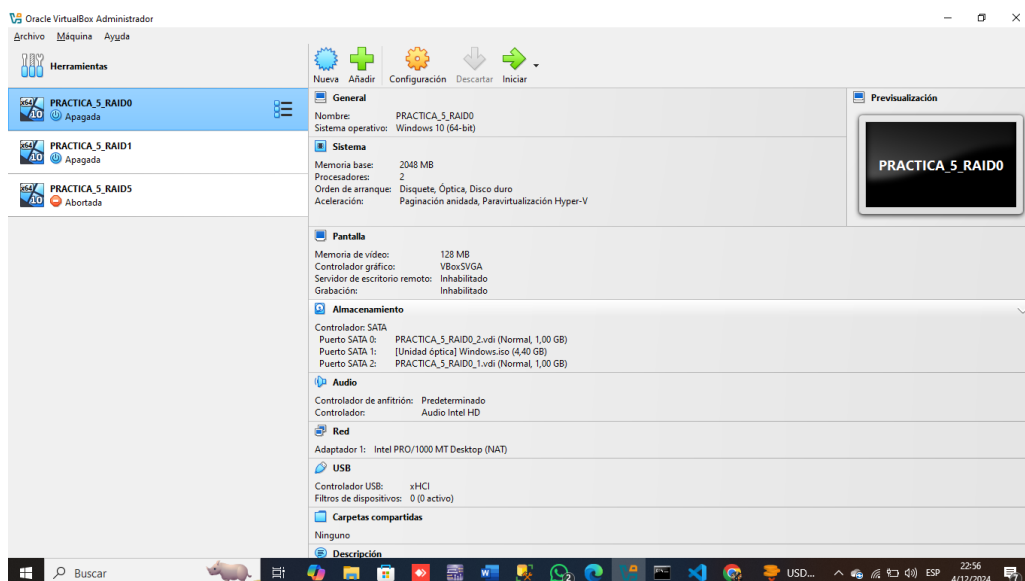 Oracle VirtualBox Administrador
Archivo Máquina Ayuda
Herramientas
Nueva Añadir Configuración Descartar Iniciar
x64 10 PRACTICA_5_RAID0
Apagada
x64 10 PRACTICA_5_RAID1
Apagada
x64 10 PRACTICA_5_RAID5
Abortada
General
Nombre: PRACTICA_5_RAID0
Sistema operativo: Windows 10 (64-bit)
Sistema
Memoria base: 2048 MB
Procesadores: 2
Orden de arranque: Disquete, Óptica, Disco duro
Aceleración: Paginación anidada, Paravirtualización Hyper-V
Previsualización
PRACTICA_5_RAID0
Pantalla
Memoria de vídeo: 128 MB
Controlador gráfico: VBoxSVGA
Servidor de escritorio remoto: Inhabilitado
Grabación: Inhabilitado
Almacenamiento
Controlador: SATA
Puerto SATA 0: PRACTICA_5_RAID0_2.vdi (Normal, 1,00 GB)
Puerto SATA 1: [Unidad óptica] Windows.iso (4,40 GB)
Puerto SATA 2: PRACTICA_5_RAID0_1.vdi (Normal, 1,00 GB)
Audio
Controlador de anfitrión: Predeterminado
Controlador: Audio Intel HD
Red
Adaptador 1: Intel PRO/1000 MT Desktop (NAT)
USB
Controlador USB: xHCI
Filtros de dispositivos: 0 (0 activo)
Carpetas compartidas
Ninguno
Descripción
Buscar
USD...
ESP
22:56
4/12/2024